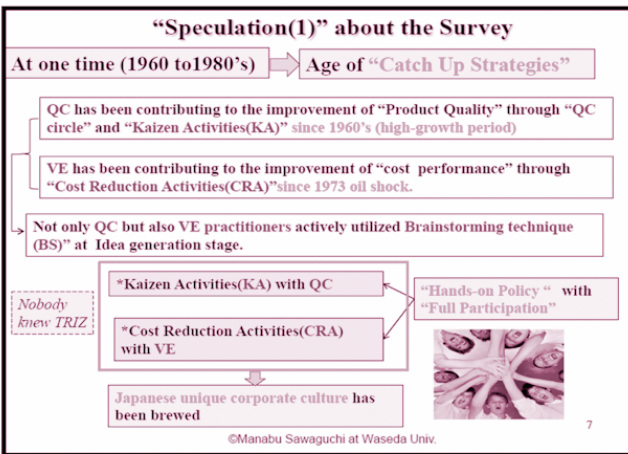 “Speculation(1)” about the Survey
At one time (1960 to1980’s)
Age of “Catch Up Strategies”
QC has been contributing to the improvement of “Product Quality” through “QC
circle” and “Kaizen Activities(KA)” since 1960’s (high-growth period)
VE has been contributing to the improvement of “cost performance” through
“Cost Reduction Activities(CRA)”since 1973 oil shock.
Not only QC but also VE practitioners actively utilized Brainstorming technique
(BS)” at Idea generation stage.
Nobody
knew TRIZ
*Kaizen Activities(KA) with QC
*Cost Reduction Activities(CRA)
with VE
“Hands-on Policy “ with
“Full Participation”
Japanese unique corporate culture has
been brewed
7
©Manabu Sawaguchi at Waseda Univ.